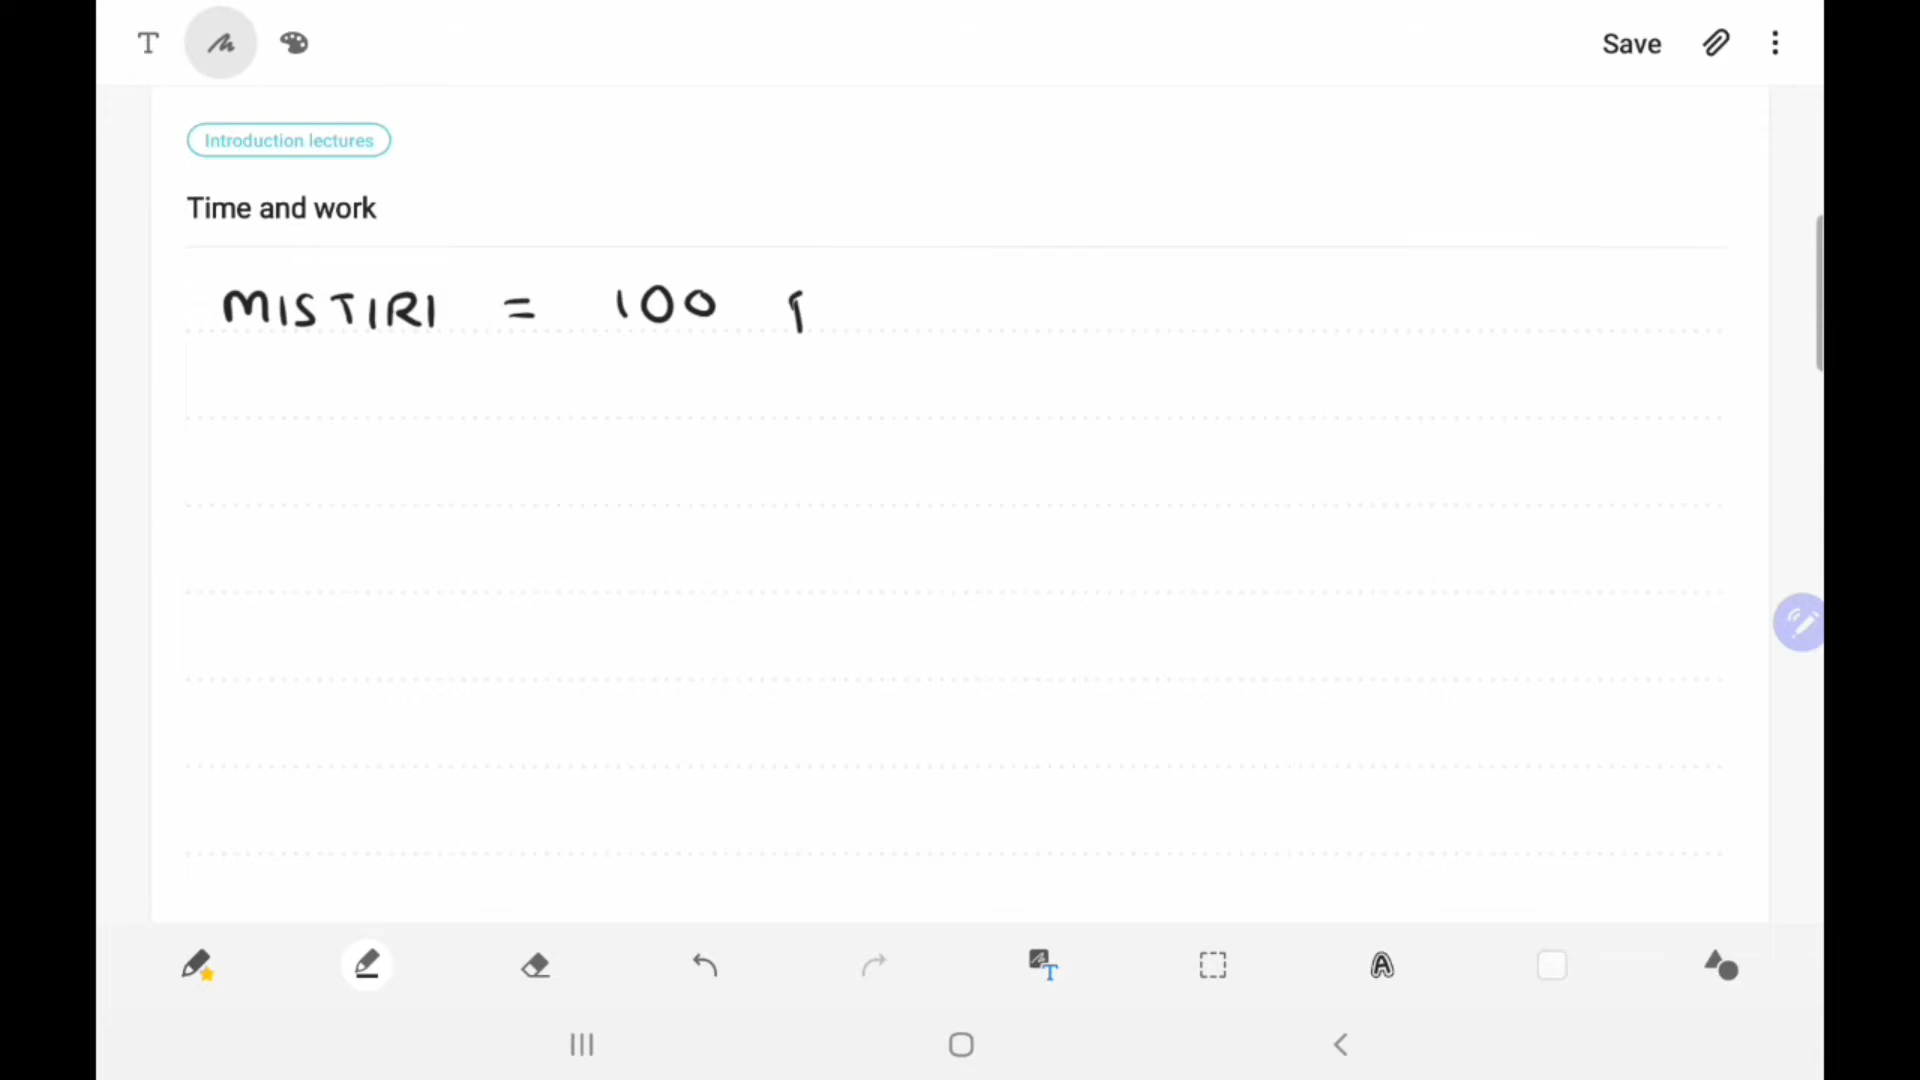 Save
Introduction lectures
Time and work
MISTIRI = 100